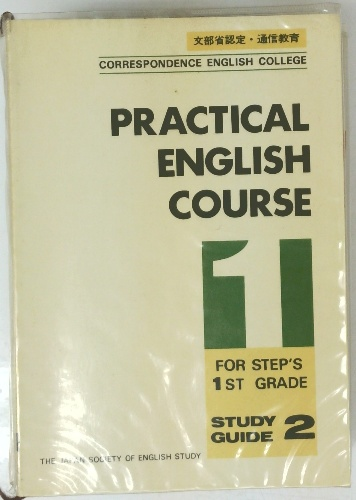 文部省認定・通信教育
CORRESPONDENCE ENGLISH COLLEGE
PRACTICAL
ENGLISH
COURSE
1
FOR STEP'S
1ST GRADE
STUDY
GUIDE 2
THE JAPAN SOCIETY OF ENGLISH STUDY